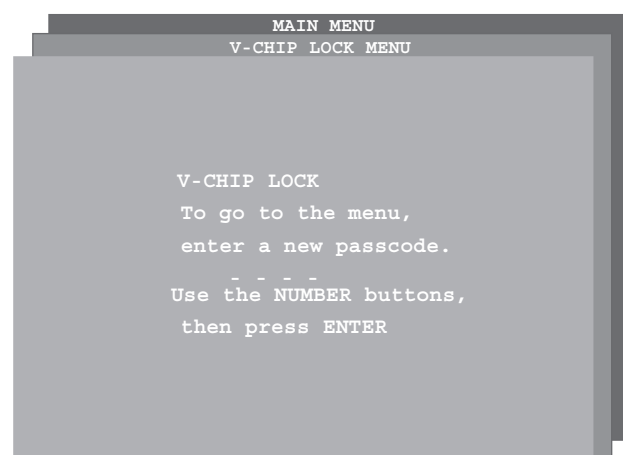 MAIN MENU
V-CHIP LOCK MENU
V-CHIP LOCK
To go to the menu,
enter a new passcode.
- - - -
Use the NUMBER buttons,
then press ENTER